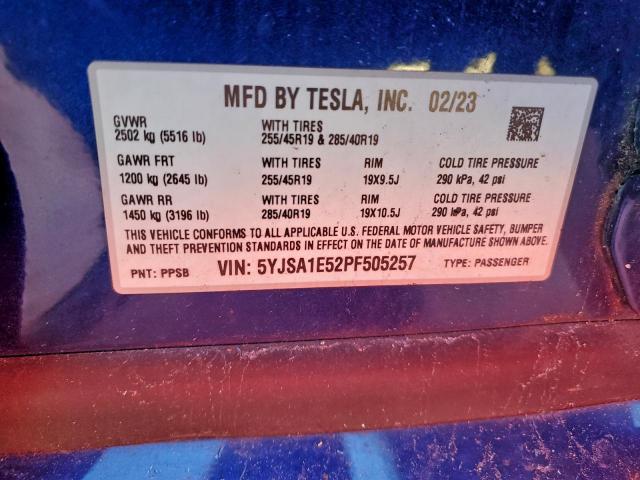 MFD BY TESLA, INC. 02/23
GVWR WITH TIRES
2502 kg (5516 lb) 255/45R19 & 285/40R19
GAWR FRT WITH TIRES RIM COLD TIRE PRESSURE
1200 kg (2645 lb) 255/45R19 19X9.5J 290 kPa, 42 psi
GAWR RR WITH TIRES RIM COLD TIRE PRESSURE
1450 kg (3196 lb) 285/40R19 19X10.5J 290 kPa, 42 psi
THIS VEHICLE CONFORMS TO ALL APPLICABLE U.S. FEDERAL MOTOR VEHICLE SAFETY, BUMPER
AND THEFT PREVENTION STANDARDS IN EFFECT ON THE DATE OF MANUFACTURE SHOWN ABOVE.
PNT: PPSB VIN: 5YJSA1E52PF505257 TYPE: PASSENGER